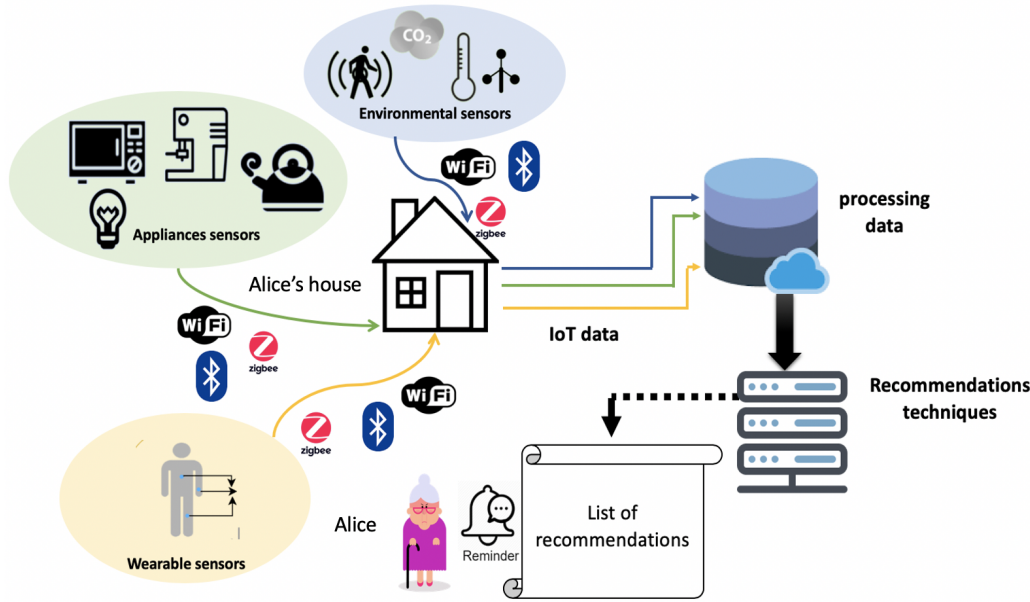 CO2
Environmental sensors
WiFi
zigbee
Appliances sensors
processing
data
Alice's house
IoT data
WiFi
zigbee
WiFi
zigbee
Recommendations
techniques
Wearable sensors
Alice
Reminder
List of
recommendations